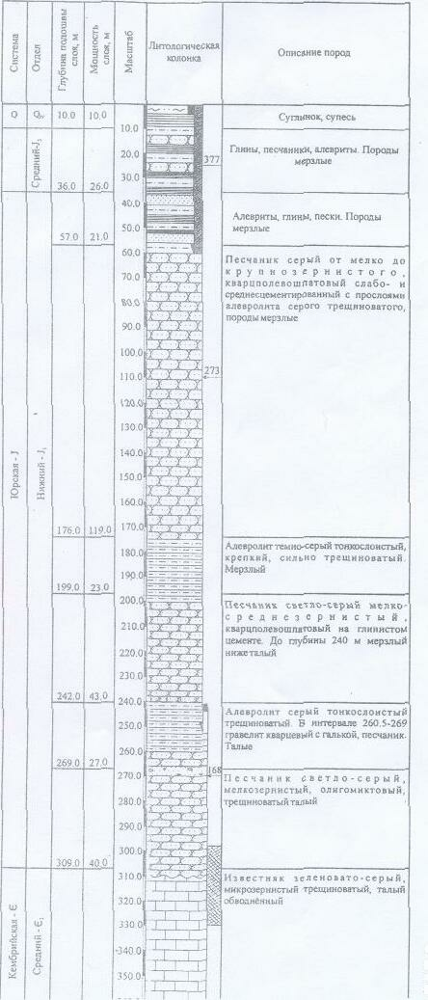 Система
Отдел
Глубина подошвы слоя, м
Мощность слоя, м
Масштаб
Литологическая
колонка
Описание пород
Q
Qıv
10.0
10.0
Суглинок, супесь
10.0
Средний-J₂
20.0
377
Глины, песчаники, алевриты. Породы
мерзлые
30.0
36.0
26.0
40.0
Алевриты, глины, пески. Породы
мерзлые
50.0
57.0
21.0
60.0
Песчаник серый от мелко до
крупнозернистого,
кварцполевошпатовый слабо- и
среднесцементированный с прослоями
алевролита серого трещиноватого,
породы мерзлые
70.0
80.0
90.0
100.0
110.0
273
120.0
130.0
140.0
150.0
160.0
170.0
Юрская - J
Нижний - J₁
176.0
119.0
Алевролит темно-серый тонкослоистый,
крепкий, сильно трещиноватый.
Мерзлый
180.0
190.0
199.0
23.0
200.0
Песчаник светло-серый мелко-
среднезернистый,
кварцполевошпатовый на глинистом
цементе. До глубины 240 м мерзлый
ниже талый
210.0
220.0
230.0
242.0
43.0
240.0
Алевролит серый тонкослоистый
трещиноватый. В интервале 260.5-269
гравелит кварцевый с галькой, песчаник.
Талые
250.0
260.0
269.0
27.0
270.0
168
Песчаник светло-серый,
мелкозернистый, олигомиктовый,
трещиноватый талый
280.0
290.0
300.0
309.0
40.0
310.0
Известняк зеленовато-серый,
микрозернистый трещиноватый, талый
обводнённый
320.0
330.0
340.0
350.0
Кембрийская - Є
Средний - Є₁